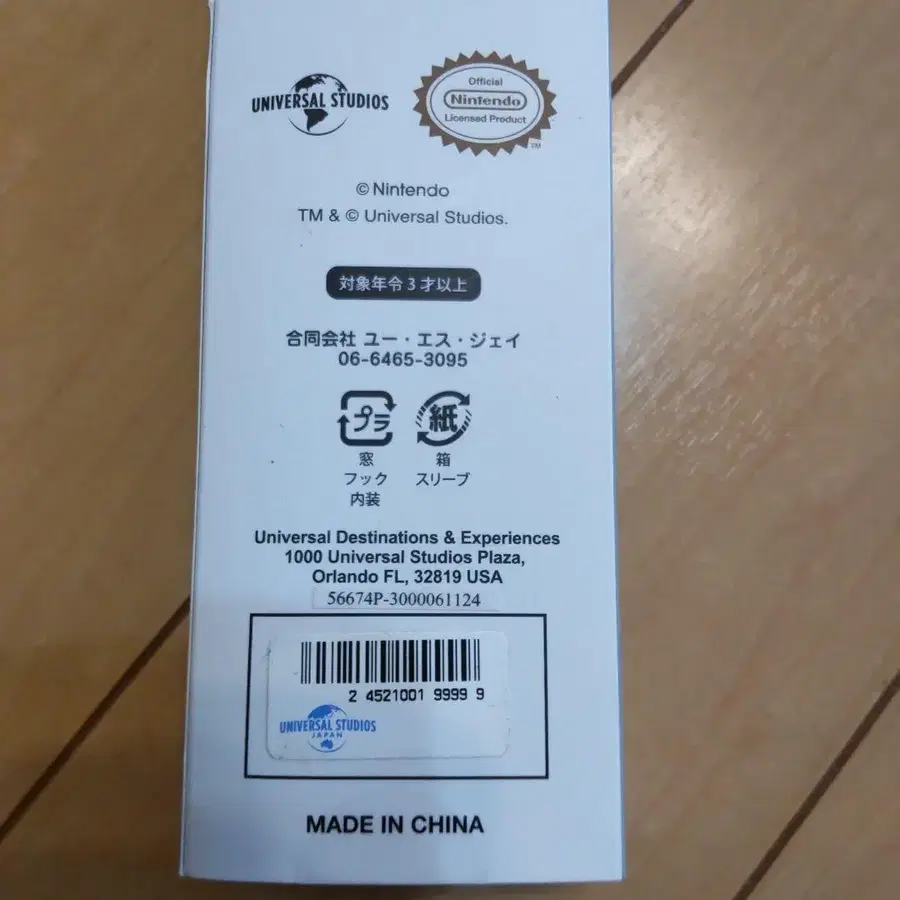 UNIVERSAL STUDIOS
Official
Nintendo
Licensed Product
TM
© Nintendo
TM & © Universal Studios.
対象年令3才以上
合同会社 ユー・エス・ジェイ
06-6465-3095
プラ 紙
窓 箱
フック スリーブ
内装
Universal Destinations & Experiences
1000 Universal Studios Plaza,
Orlando FL, 32819 USA
56674P-3000061124
2 4521001 9999 9
UNIVERSAL STUDIOS
JAPAN
MADE IN CHINA